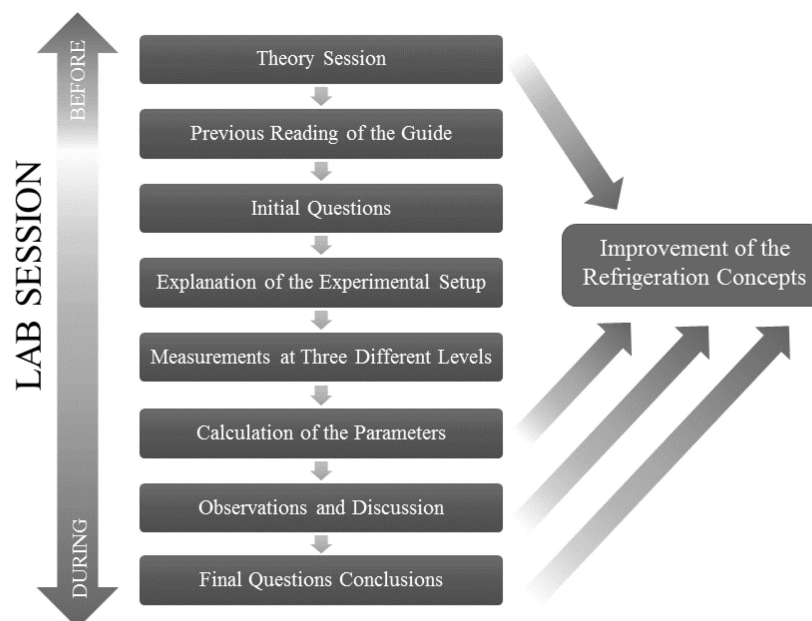 LAB SESSION
BEFORE
DURING
Theory Session
Previous Reading of the Guide
Initial Questions
Explanation of the Experimental Setup
Measurements at Three Different Levels
Calculation of the Parameters
Observations and Discussion
Final Questions Conclusions
Improvement of the
Refrigeration Concepts